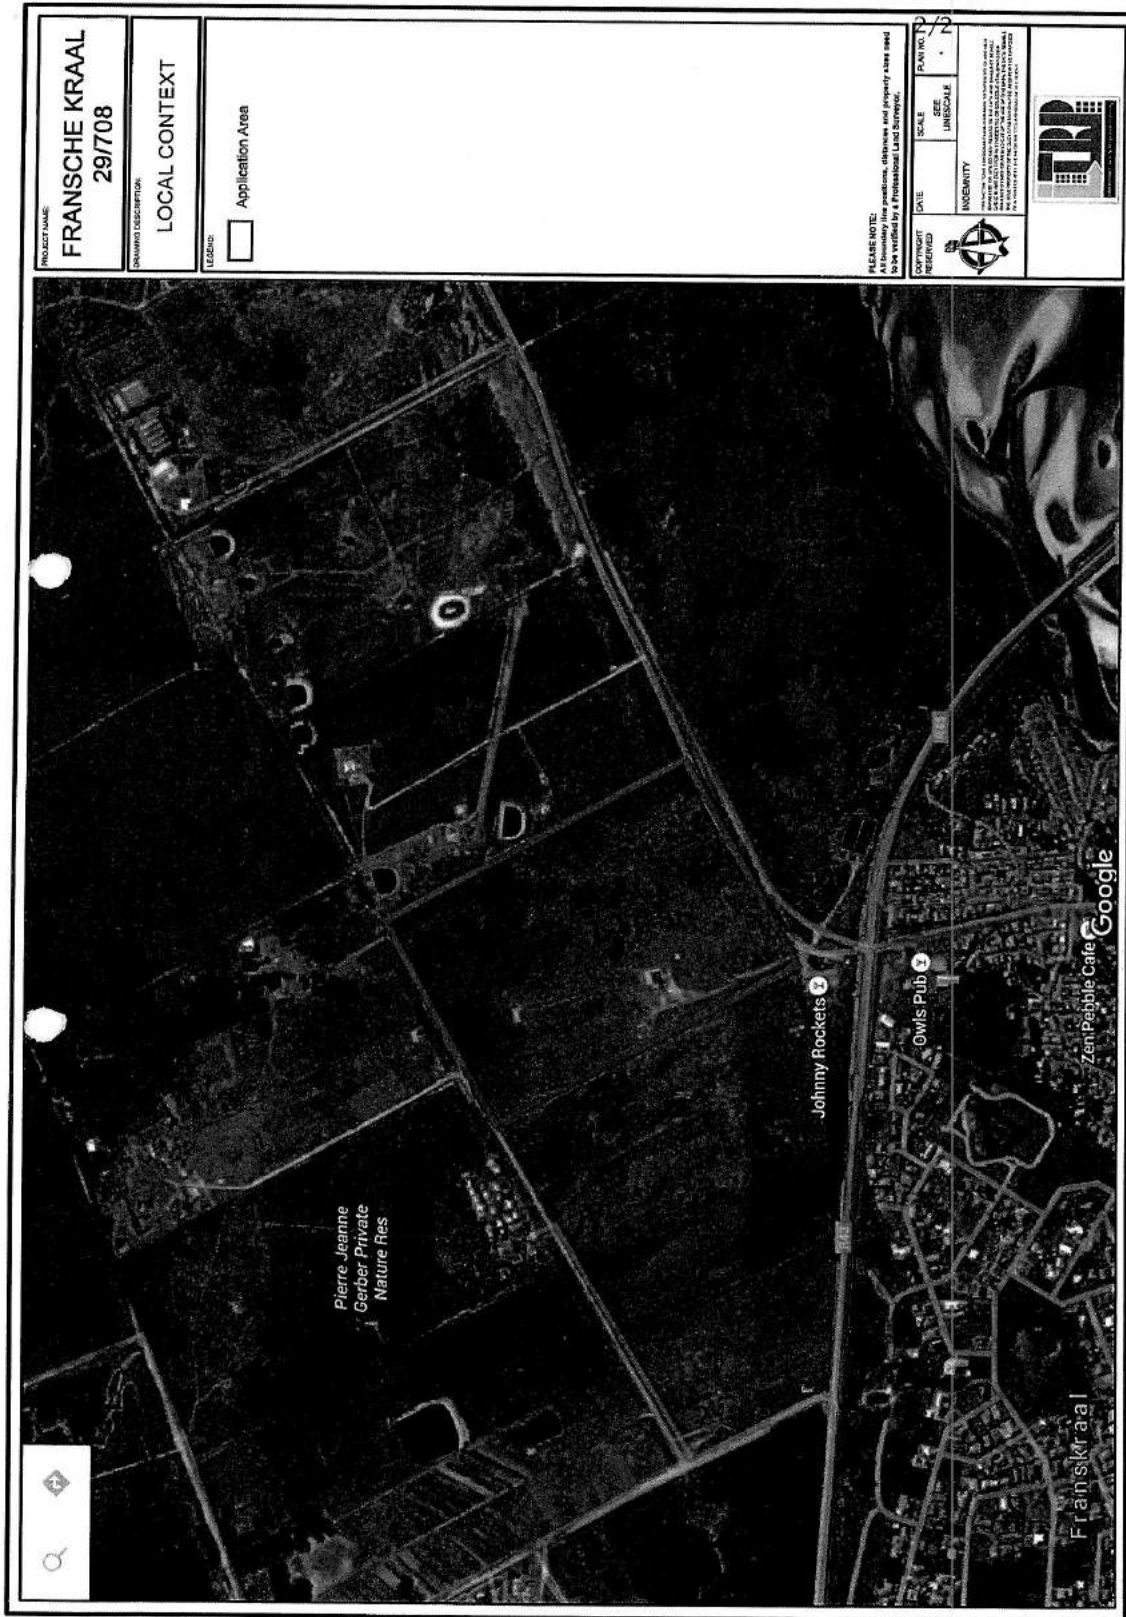 PROJECT NAME:
FRANSCHE KRAAL
29/708
DRAWING DESCRIPTION:
LOCAL CONTEXT
LEGEND:
Application Area
PLEASE NOTE:
All boundary line positions, distances and property sizes need
to be verified by a Professional Land Surveyor.
COPYRIGHT
RESERVED
DATE
SCALE
SEE
LINESCALE
PLAN NO.
2/2
INDEMNITY
Pierre Jeanne
Gerber Private
Nature Res
Johnny Rockets
Owls Pub
Zen Pebble Cafe
Google
Franskraal